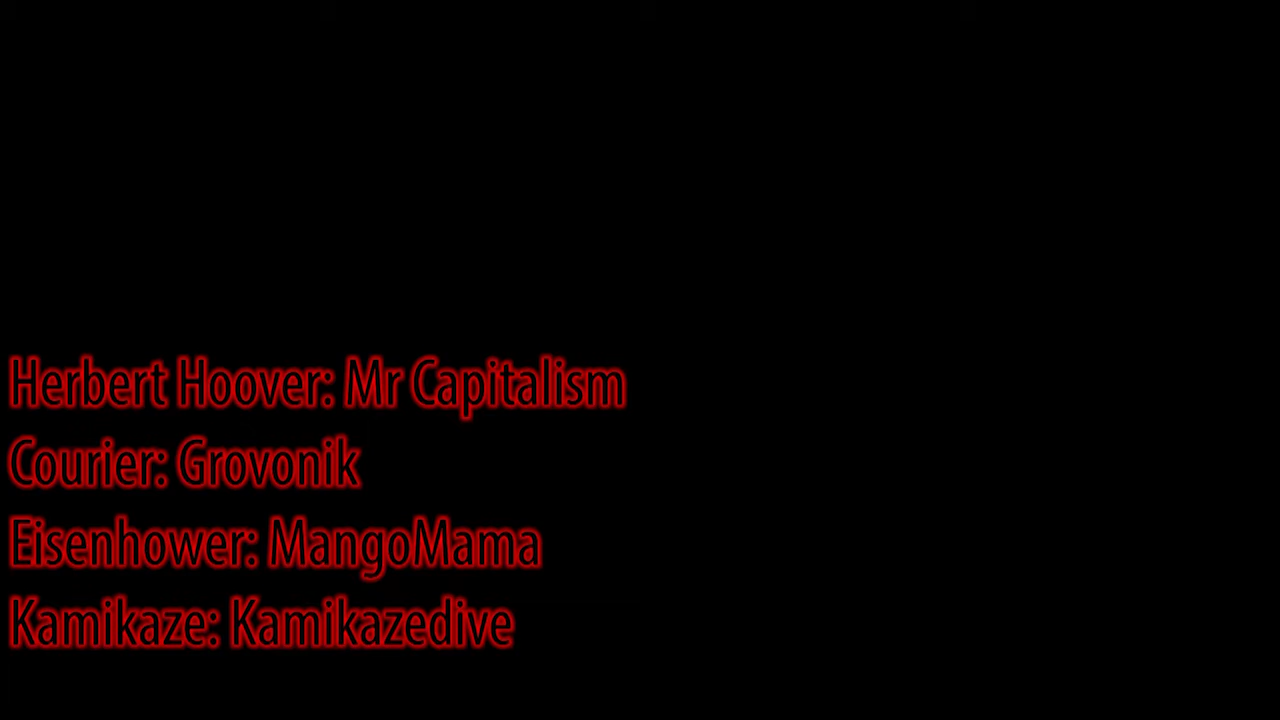 Herbert Hoover: Mr Capitalism
Courier: Grovonik
Eisenhower: MangoMama
Kamikaze: Kamikazedive